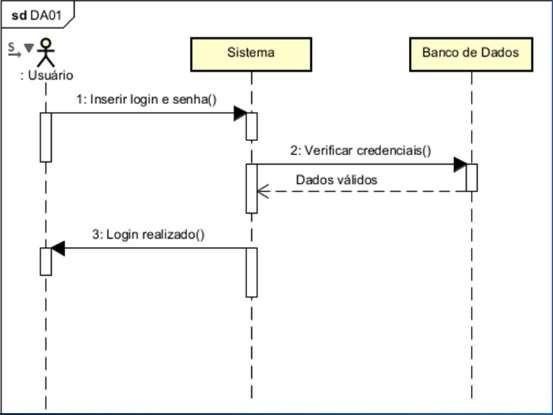 sd DA01
S
: Usuário
Sistema
Banco de Dados
1: Inserir login e senha()
2: Verificar credenciais()
Dados válidos
3: Login realizado()